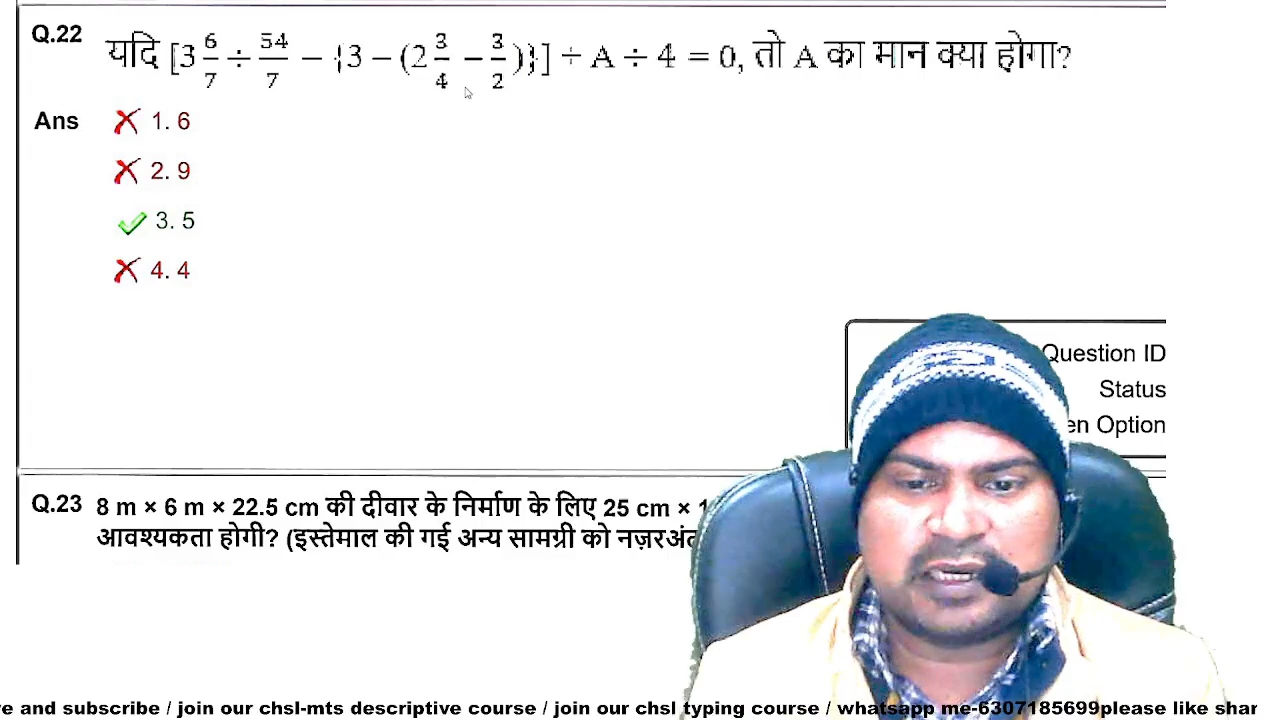 Q.22 यदि [3 6/7 ÷ 54/7 − {3 − (2 3/4 − 3/2)}] + A ÷ 4 = 0, तो A का मान क्या होगा?
Ans
1. 6
2. 9
3. 5
4. 4
Question ID
Status
Option
Q.23 8 m × 6 m × 22.5 cm की दीवार के निर्माण के लिए 25 cm ×
आवश्यकता होगी? (इस्तेमाल की गई अन्य सामग्री को
and subscribe / join our chsl-mts descriptive course / join our chsl typing course / whatsapp me-6307185699please like